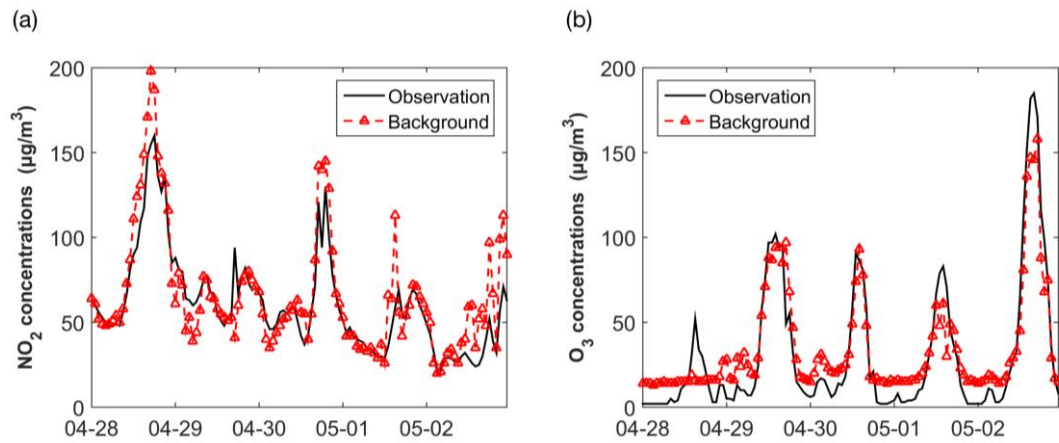 (a)
(b)
200
150
100
50
0
NO2 concentrations (µg/m3)
Observation
Background
04-28
04-29
04-30
05-01
05-02
200
150
100
50
0
O3 concentrations (µg/m3)
Observation
Background
04-28
04-29
04-30
05-01
05-02